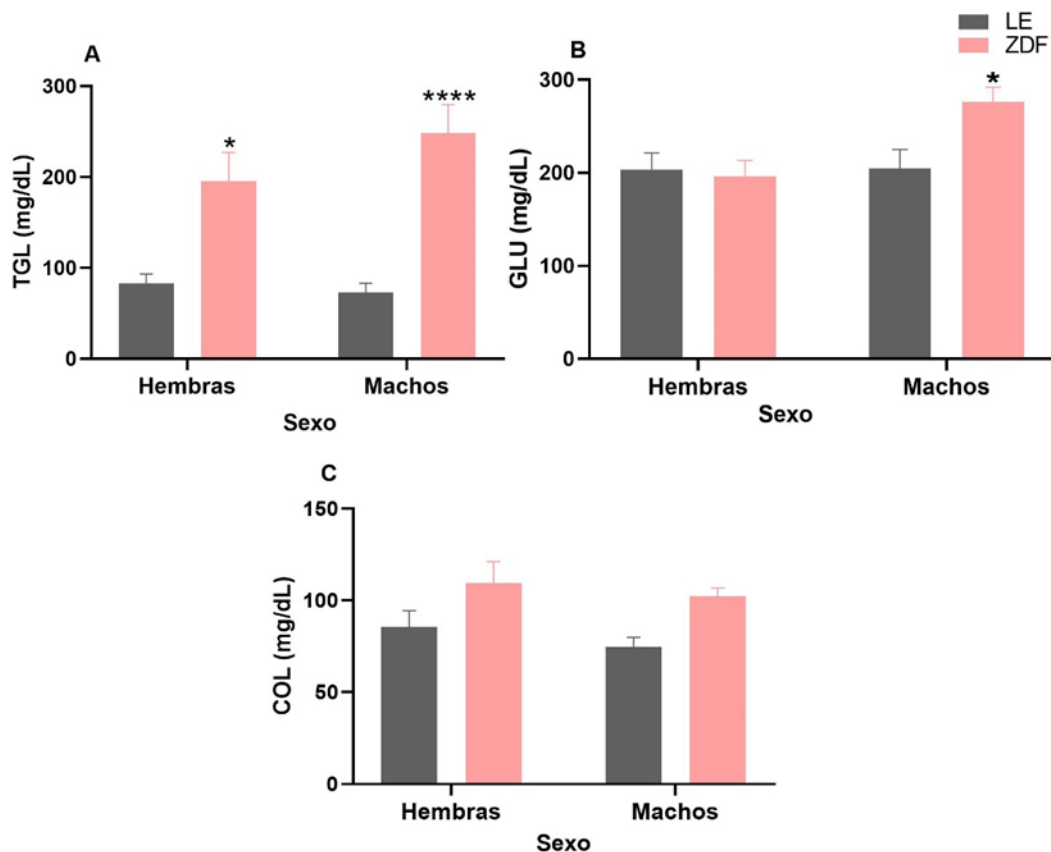 LE
ZDF
A
300
200
100
0
TGL (mg/dL)
*
****
Hembras
Machos
Sexo
B
300
200
100
0
GLU (mg/dL)
*
Hembras
Machos
Sexo
C
150
100
50
0
COL (mg/dL)
Hembras
Machos
Sexo